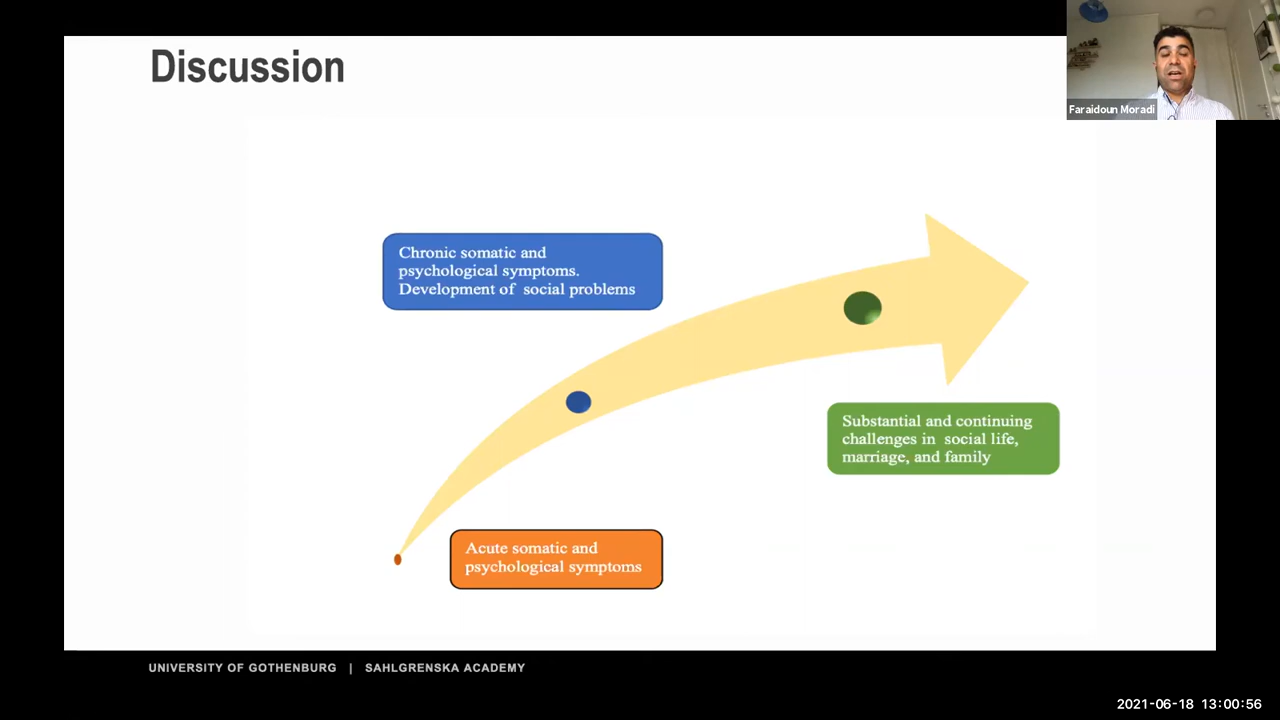 Discussion
Faraidoun Moradi
Chronic somatic and
psychological symptoms.
Development of social problems
Substantial and continuing
challenges in social life,
marriage, and family
Acute somatic and
psychological symptoms
UNIVERSITY OF GOTHENBURG | SAHLGRENSKA ACADEMY
2021-06-18 13:00:56